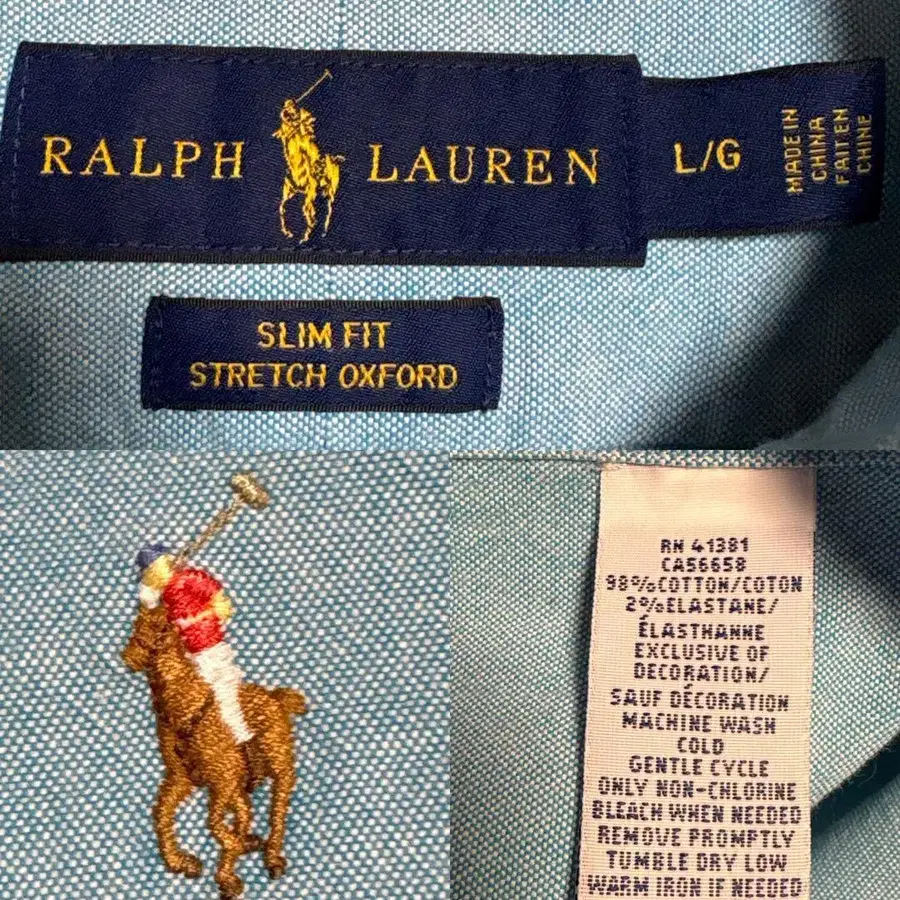 RALPH LAUREN
L/G
MADE IN
CHINA
FAIT EN
CHINE
SLIM FIT
STRETCH OXFORD
RN 41381
CA56658
98%COTTON/COTON
2%ELASTANE/
ÉLASTHANNE
EXCLUSIVE OF
DECORATION/
SAUF DÉCORATION
MACHINE WASH
COLD
GENTLE CYCLE
ONLY NON-CHLORINE
BLEACH WHEN NEEDED
REMOVE PROMPTLY
TUMBLE DRY LOW
WARM IRON IF NEEDED